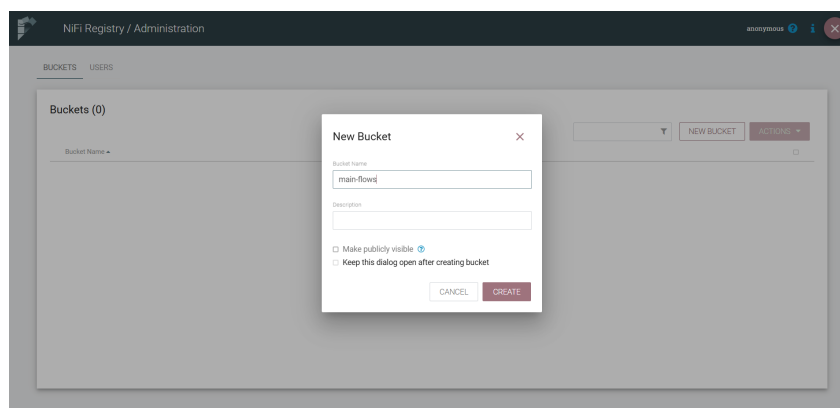 NiFi Registry / Administration
anonymous
BUCKETS USERS
Buckets (0)
NEW BUCKET ACTIONS
Bucket Name
New Bucket
Bucket Name
main-flows
Description
Make publicly visible
Keep this dialog open after creating bucket
CANCEL CREATE